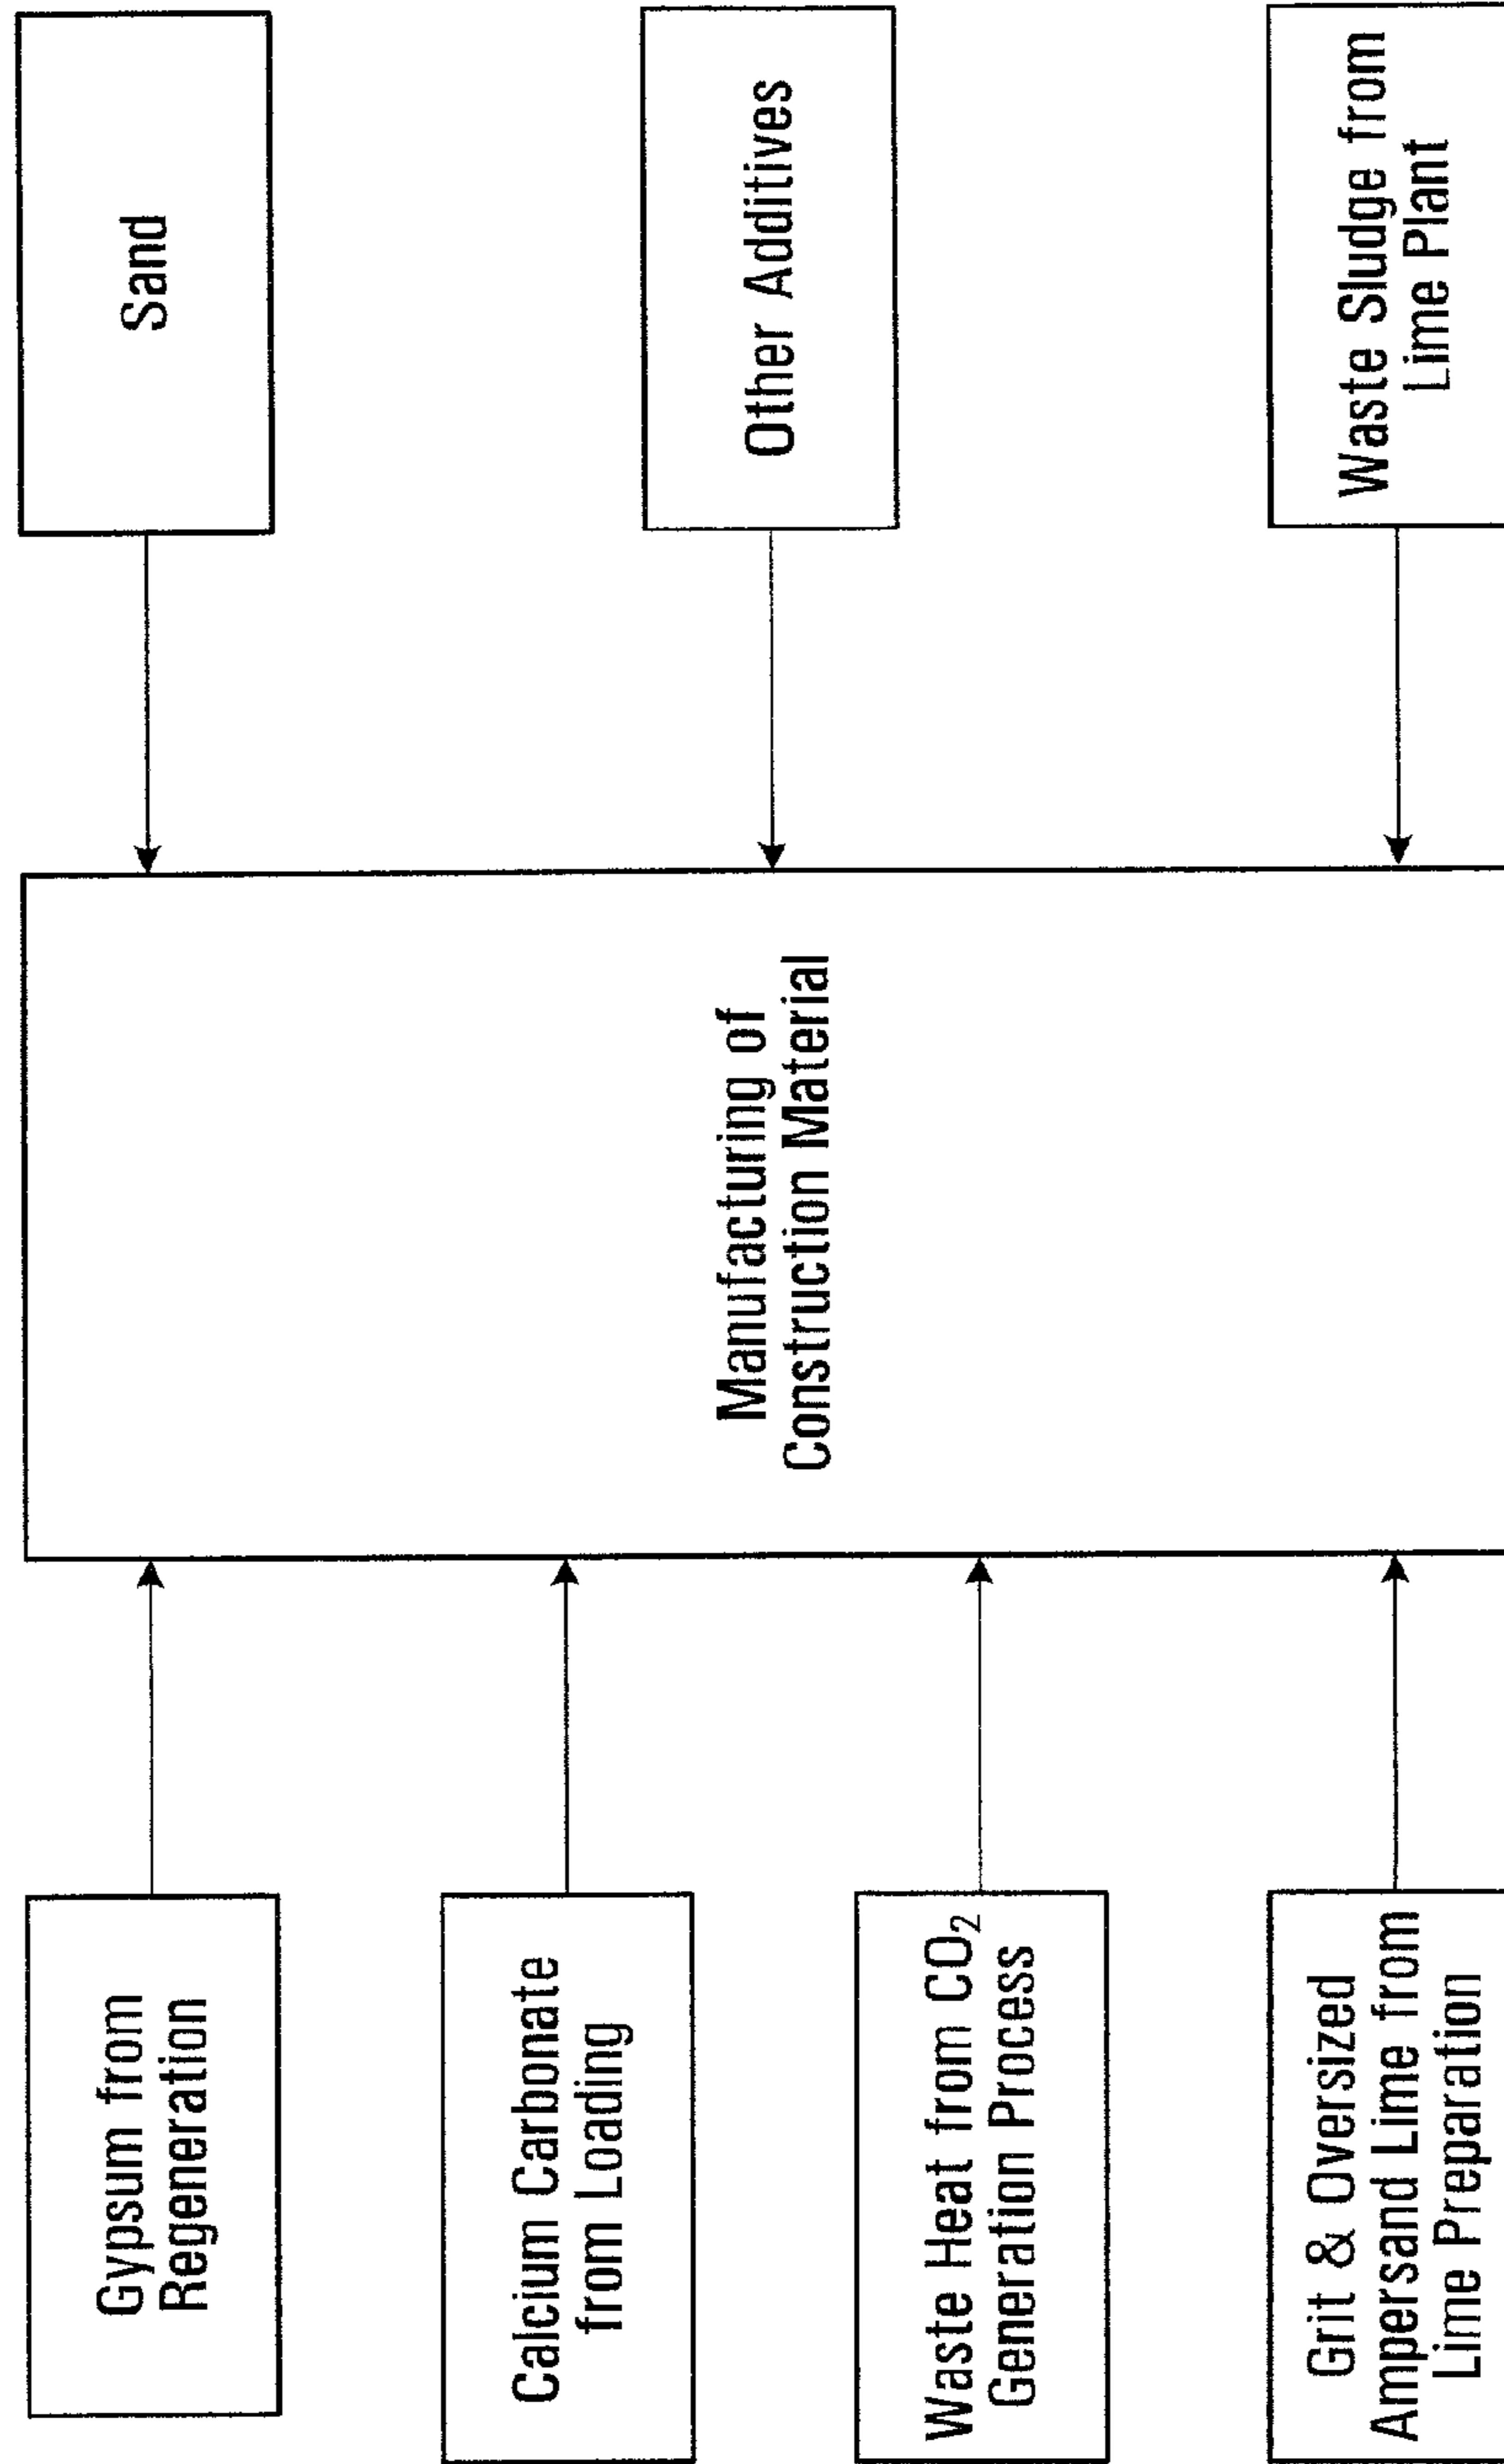 Gypsum from
Regeneration
Calcium Carbonate
from Loading
Waste Heat from CO₂
Generation Process
Grit & Oversized
Ampersand Lime from
Lime Preparation
Manufacturing of
Construction Material
Sand
Other Additives
Waste Sludge from
Lime Plant